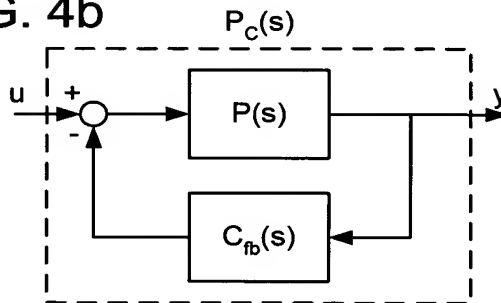 G. 4b
P_C(s)
u
+
-
P(s)
y
C_fb(s)